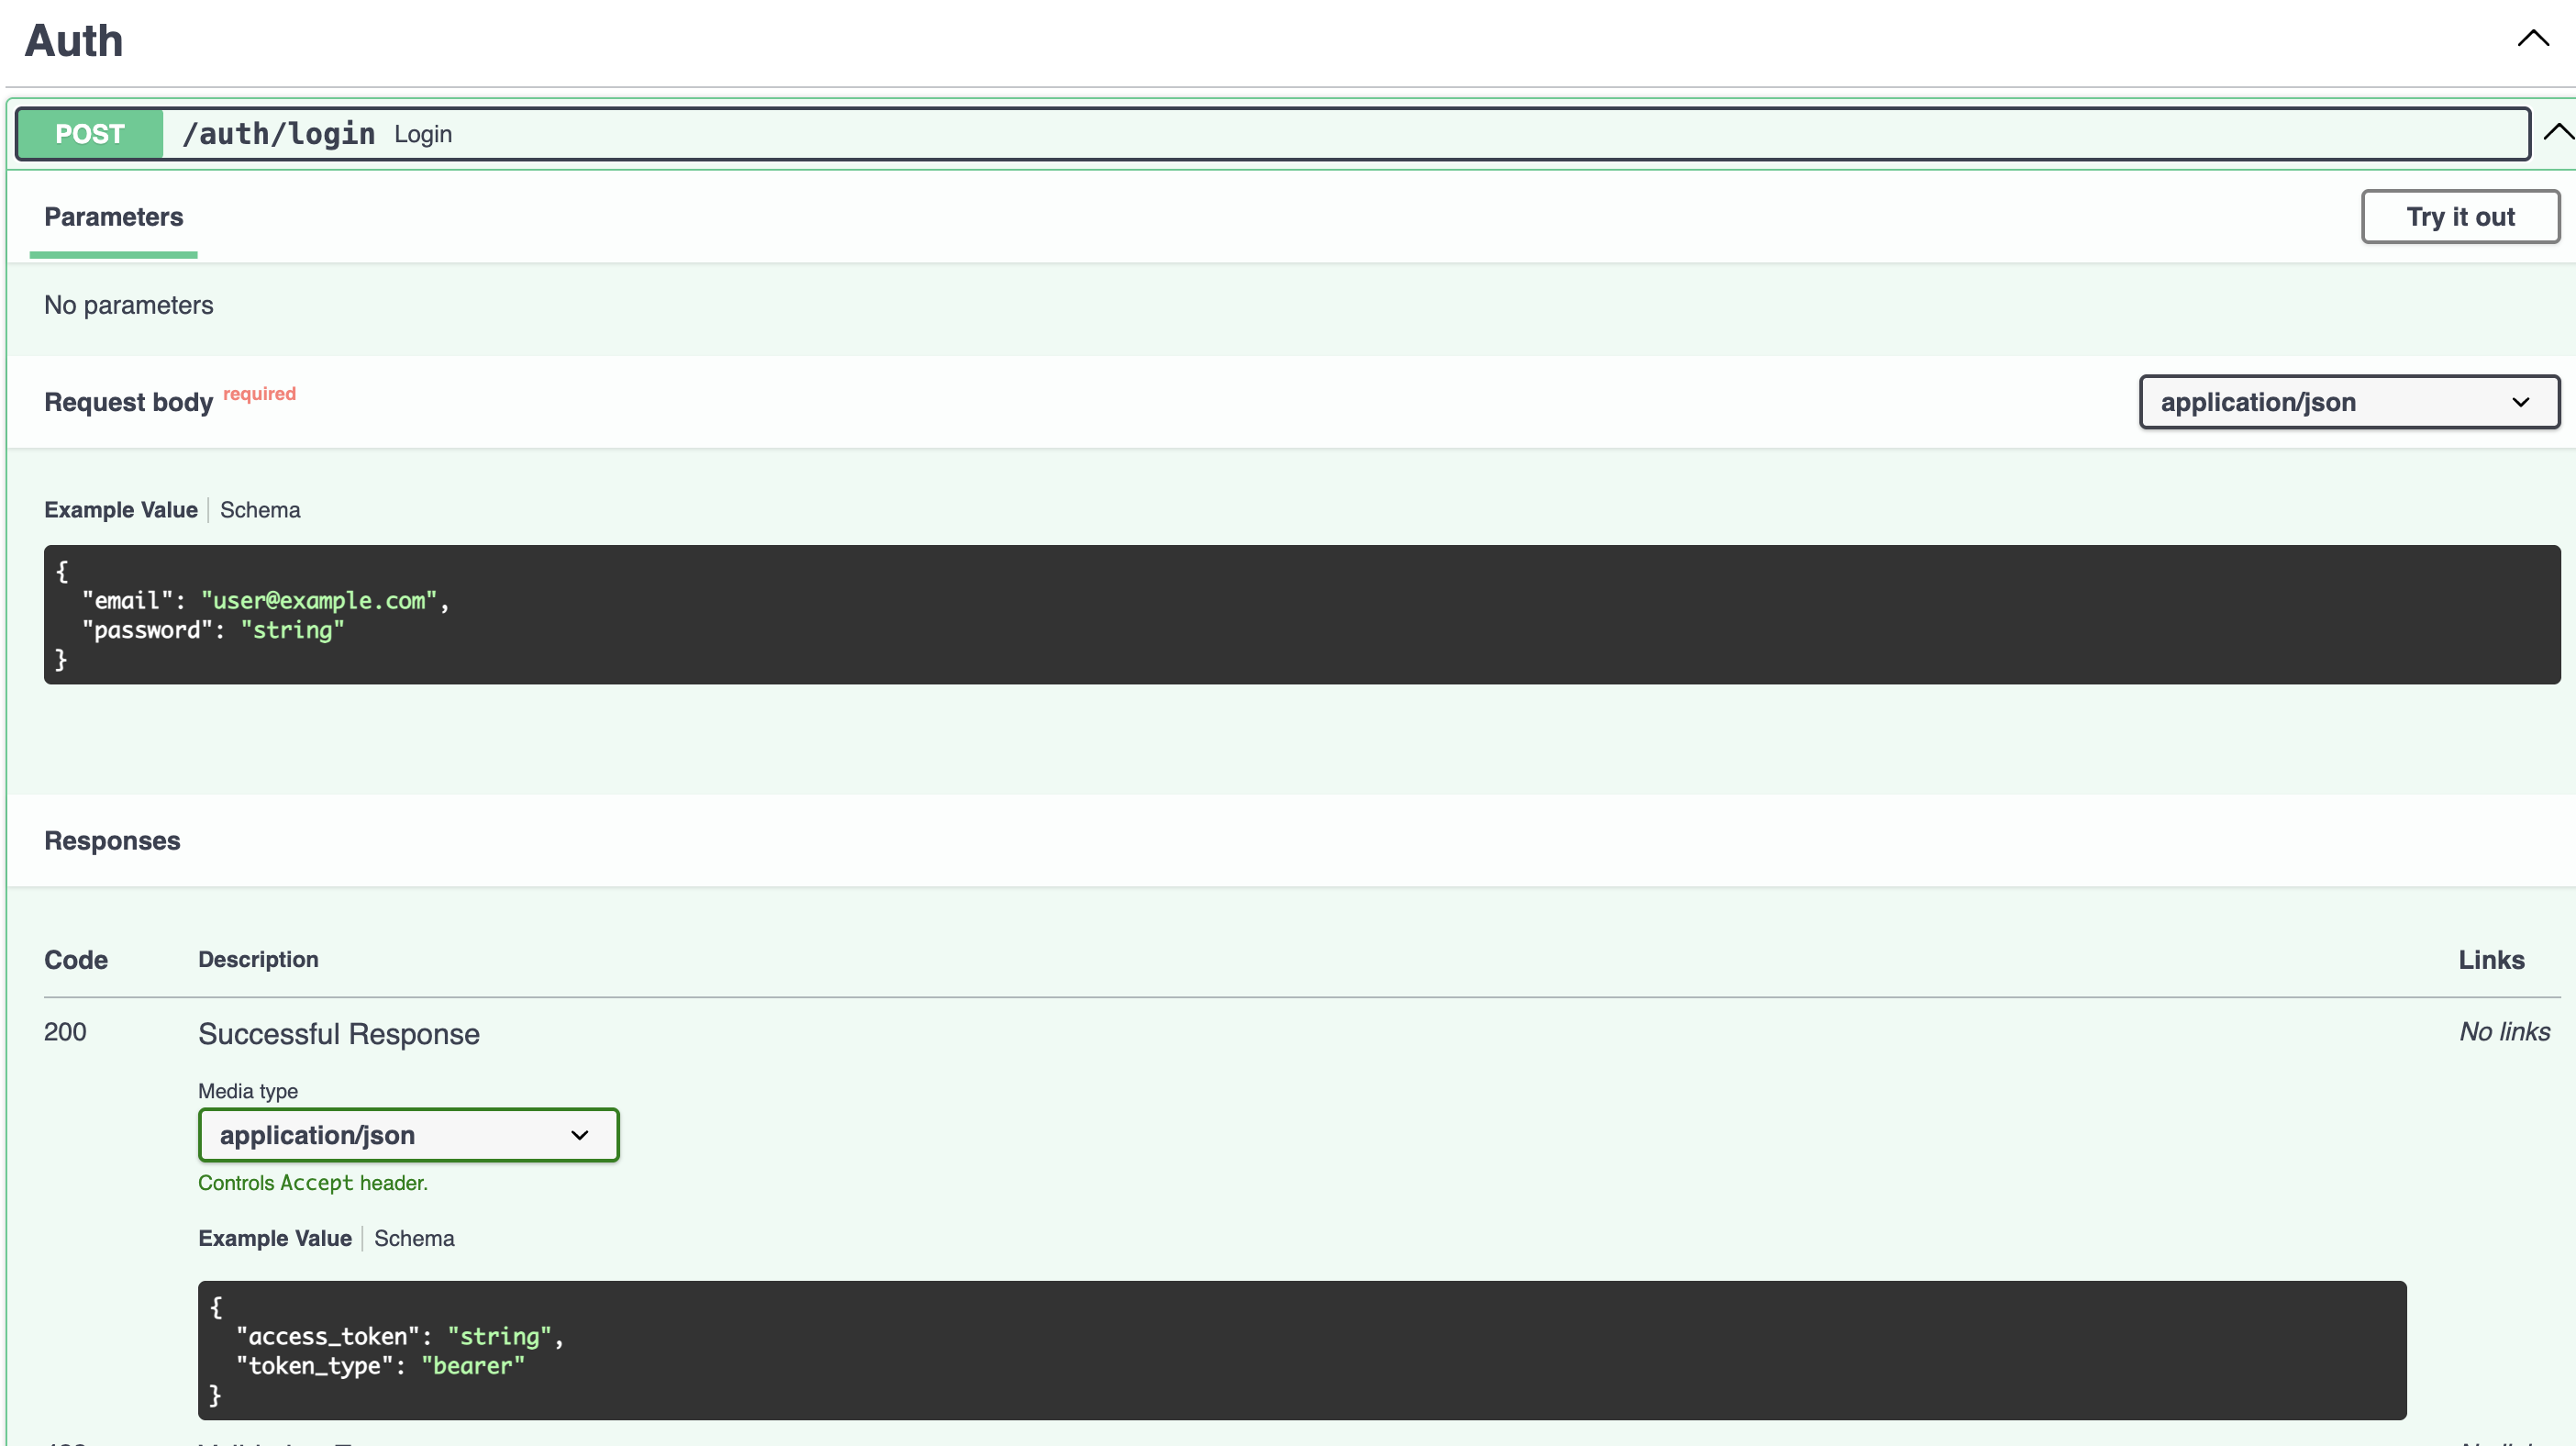 Auth
POST /auth/login Login
Parameters
Try it out
No parameters
Request body required
application/json
Example Value Schema
{
  "email": "user@example.com",
  "password": "string"
}
Responses
Code Description Links
200 Successful Response No links
Media type
application/json
Controls Accept header.
Example Value Schema
{
  "access_token": "string",
  "token_type": "bearer"
}